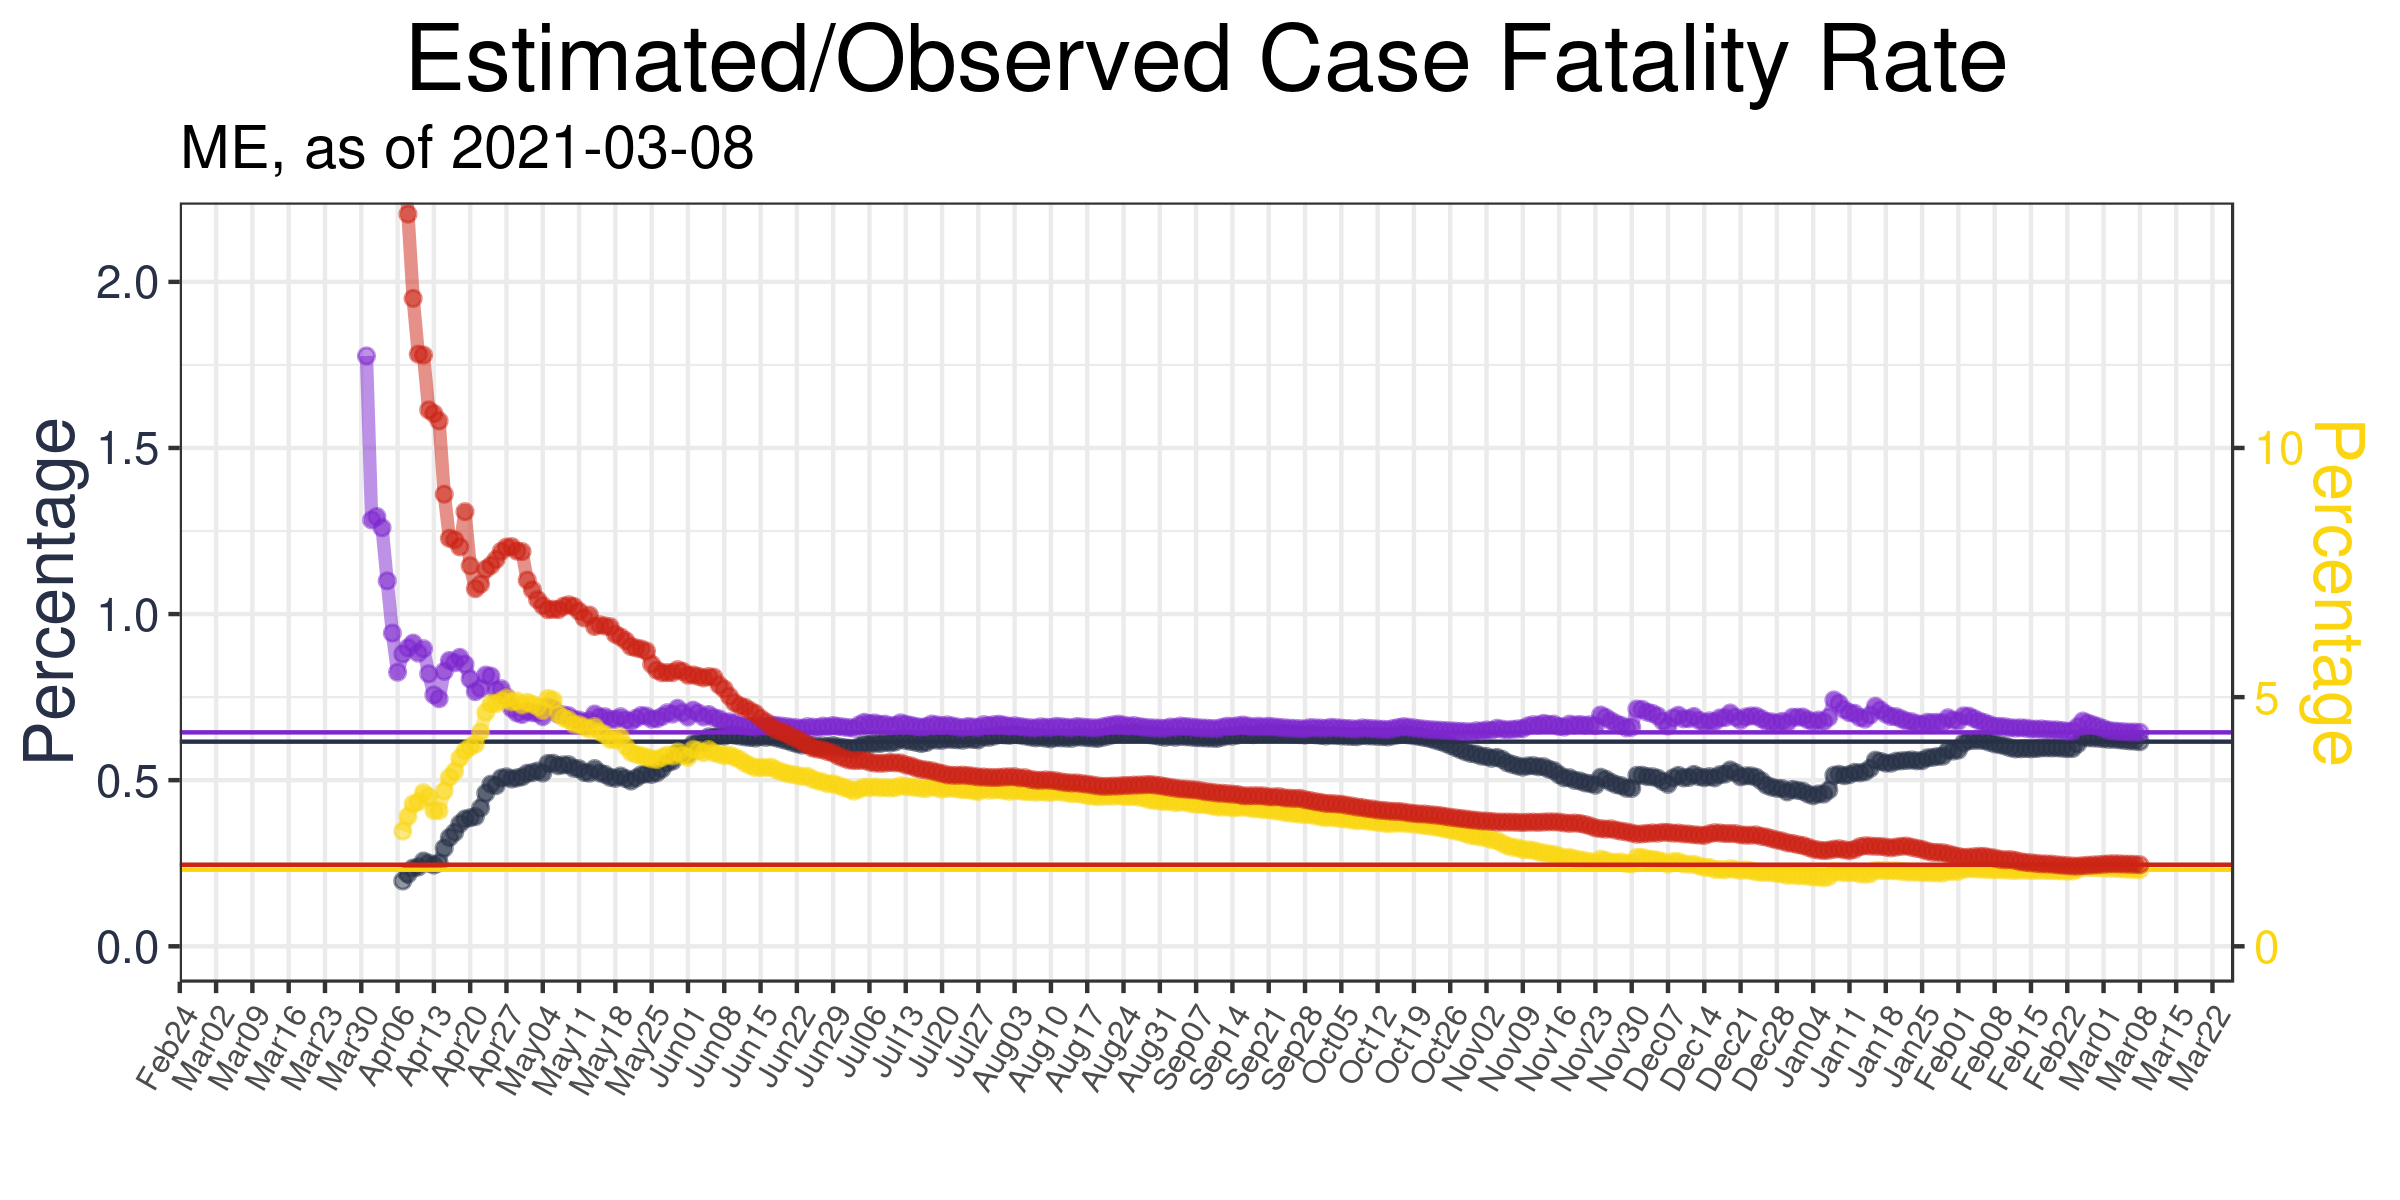 Estimated/Observed Case Fatality Rate
ME, as of 2021-03-08
Percentage
2.0
1.5
1.0
0.5
0.0
10
5
0
Percentage
Feb24
Mar02
Mar09
Mar16
Mar23
Mar30
Apr06
Apr13
Apr20
Apr27
May04
May11
May18
May25
Jun01
Jun08
Jun15
Jun22
Jun29
Jul06
Jul13
Jul20
Jul27
Aug03
Aug10
Aug17
Aug24
Aug31
Sep07
Sep14
Sep21
Sep28
Oct05
Oct12
Oct19
Oct26
Nov02
Nov09
Nov16
Nov23
Nov30
Dec07
Dec14
Dec21
Dec28
Jan04
Jan11
Jan18
Jan25
Feb01
Feb08
Feb15
Feb22
Mar01
Mar08
Mar15
Mar22